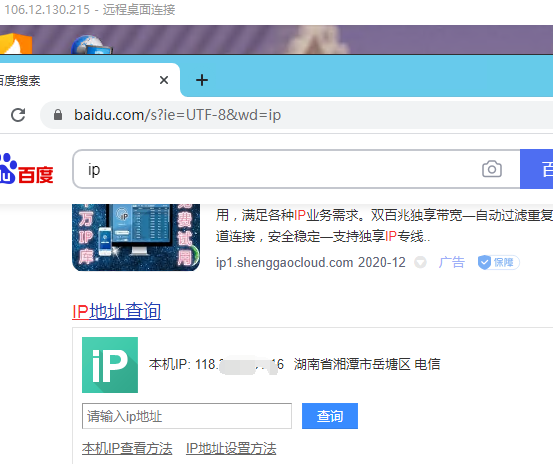 106.12.130.215 - 远程桌面连接
百度搜索
baidu.com/s?ie=UTF-8&wd=ip
du 百度
ip
百
万IP库
iP
免费试用
用，满足各种IP业务需求。双百兆独享带宽—自动过滤重复
道连接，安全稳定—支持独享IP专线..
ip1.shenggaocloud.com 2020-12 广告 保障
IP地址查询
iP
本机IP: 118. 16 湖南省湘潭市岳塘区 电信
请输入ip地址
查询
本机IP查看方法 IP地址设置方法